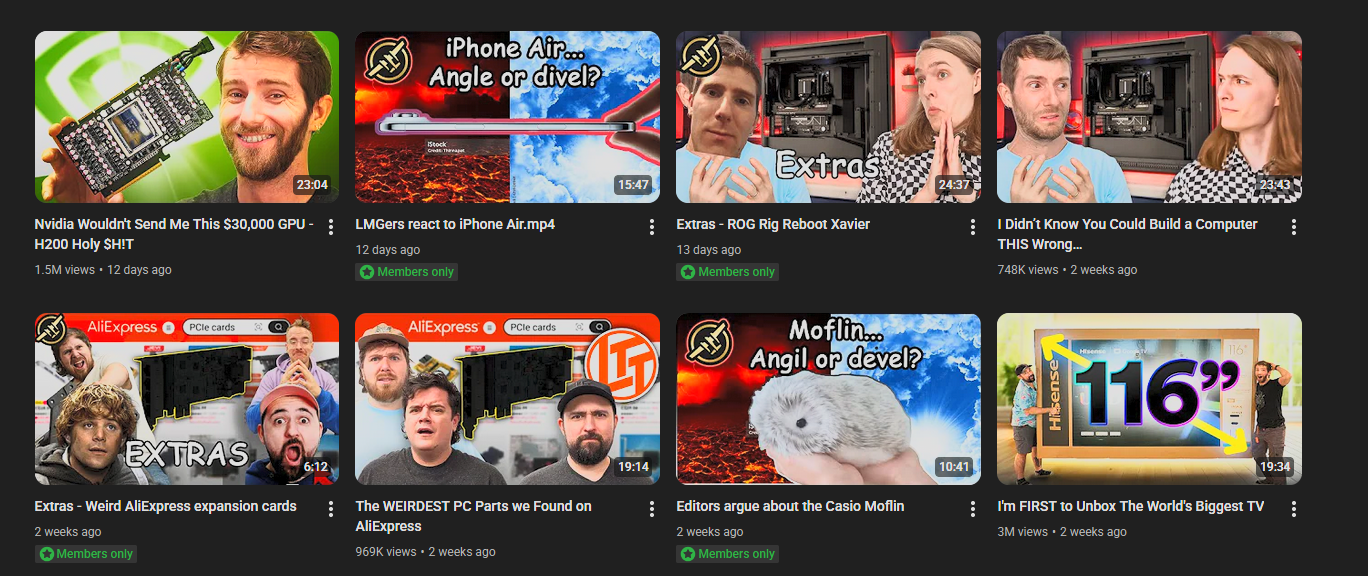 iPhone Air...
Angle or divel?
iStock
Credit: Thinnapat
Extras
23:04
15:47
24:37
23:43
Nvidia Wouldn't Send Me This $30,000 GPU -
H200 Holy $H!T
1.5M views • 12 days ago
LMGers react to iPhone Air.mp4
12 days ago
Members only
Extras - ROG Rig Reboot Xavier
13 days ago
Members only
I Didn’t Know You Could Build a Computer
THIS Wrong…
748K views • 2 weeks ago
AliExpress
PCIe cards
EXTRAS
6:12
AliExpress
PCIe cards
LTT
19:14
Moflin...
Angil or devel?
10:41
Hisense
Hisense
116"
116”
19:34
Extras - Weird AliExpress expansion cards
2 weeks ago
Members only
The WEIRDEST PC Parts we Found on
AliExpress
969K views • 2 weeks ago
Editors argue about the Casio Moflin
2 weeks ago
Members only
I'm FIRST to Unbox The World's Biggest TV
3M views • 2 weeks ago